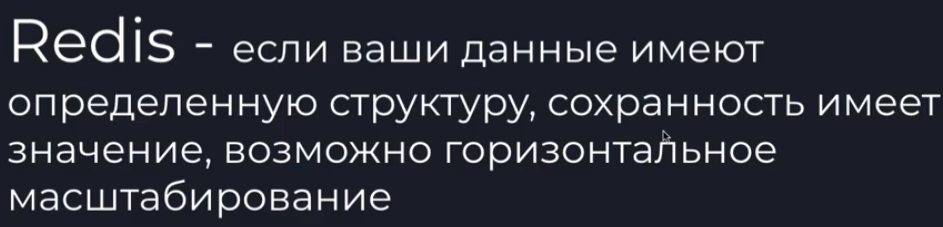 Redis - если ваши данные имеют
определенную структуру, сохранность имеет
значение, возможно горизонтальное
масштабирование